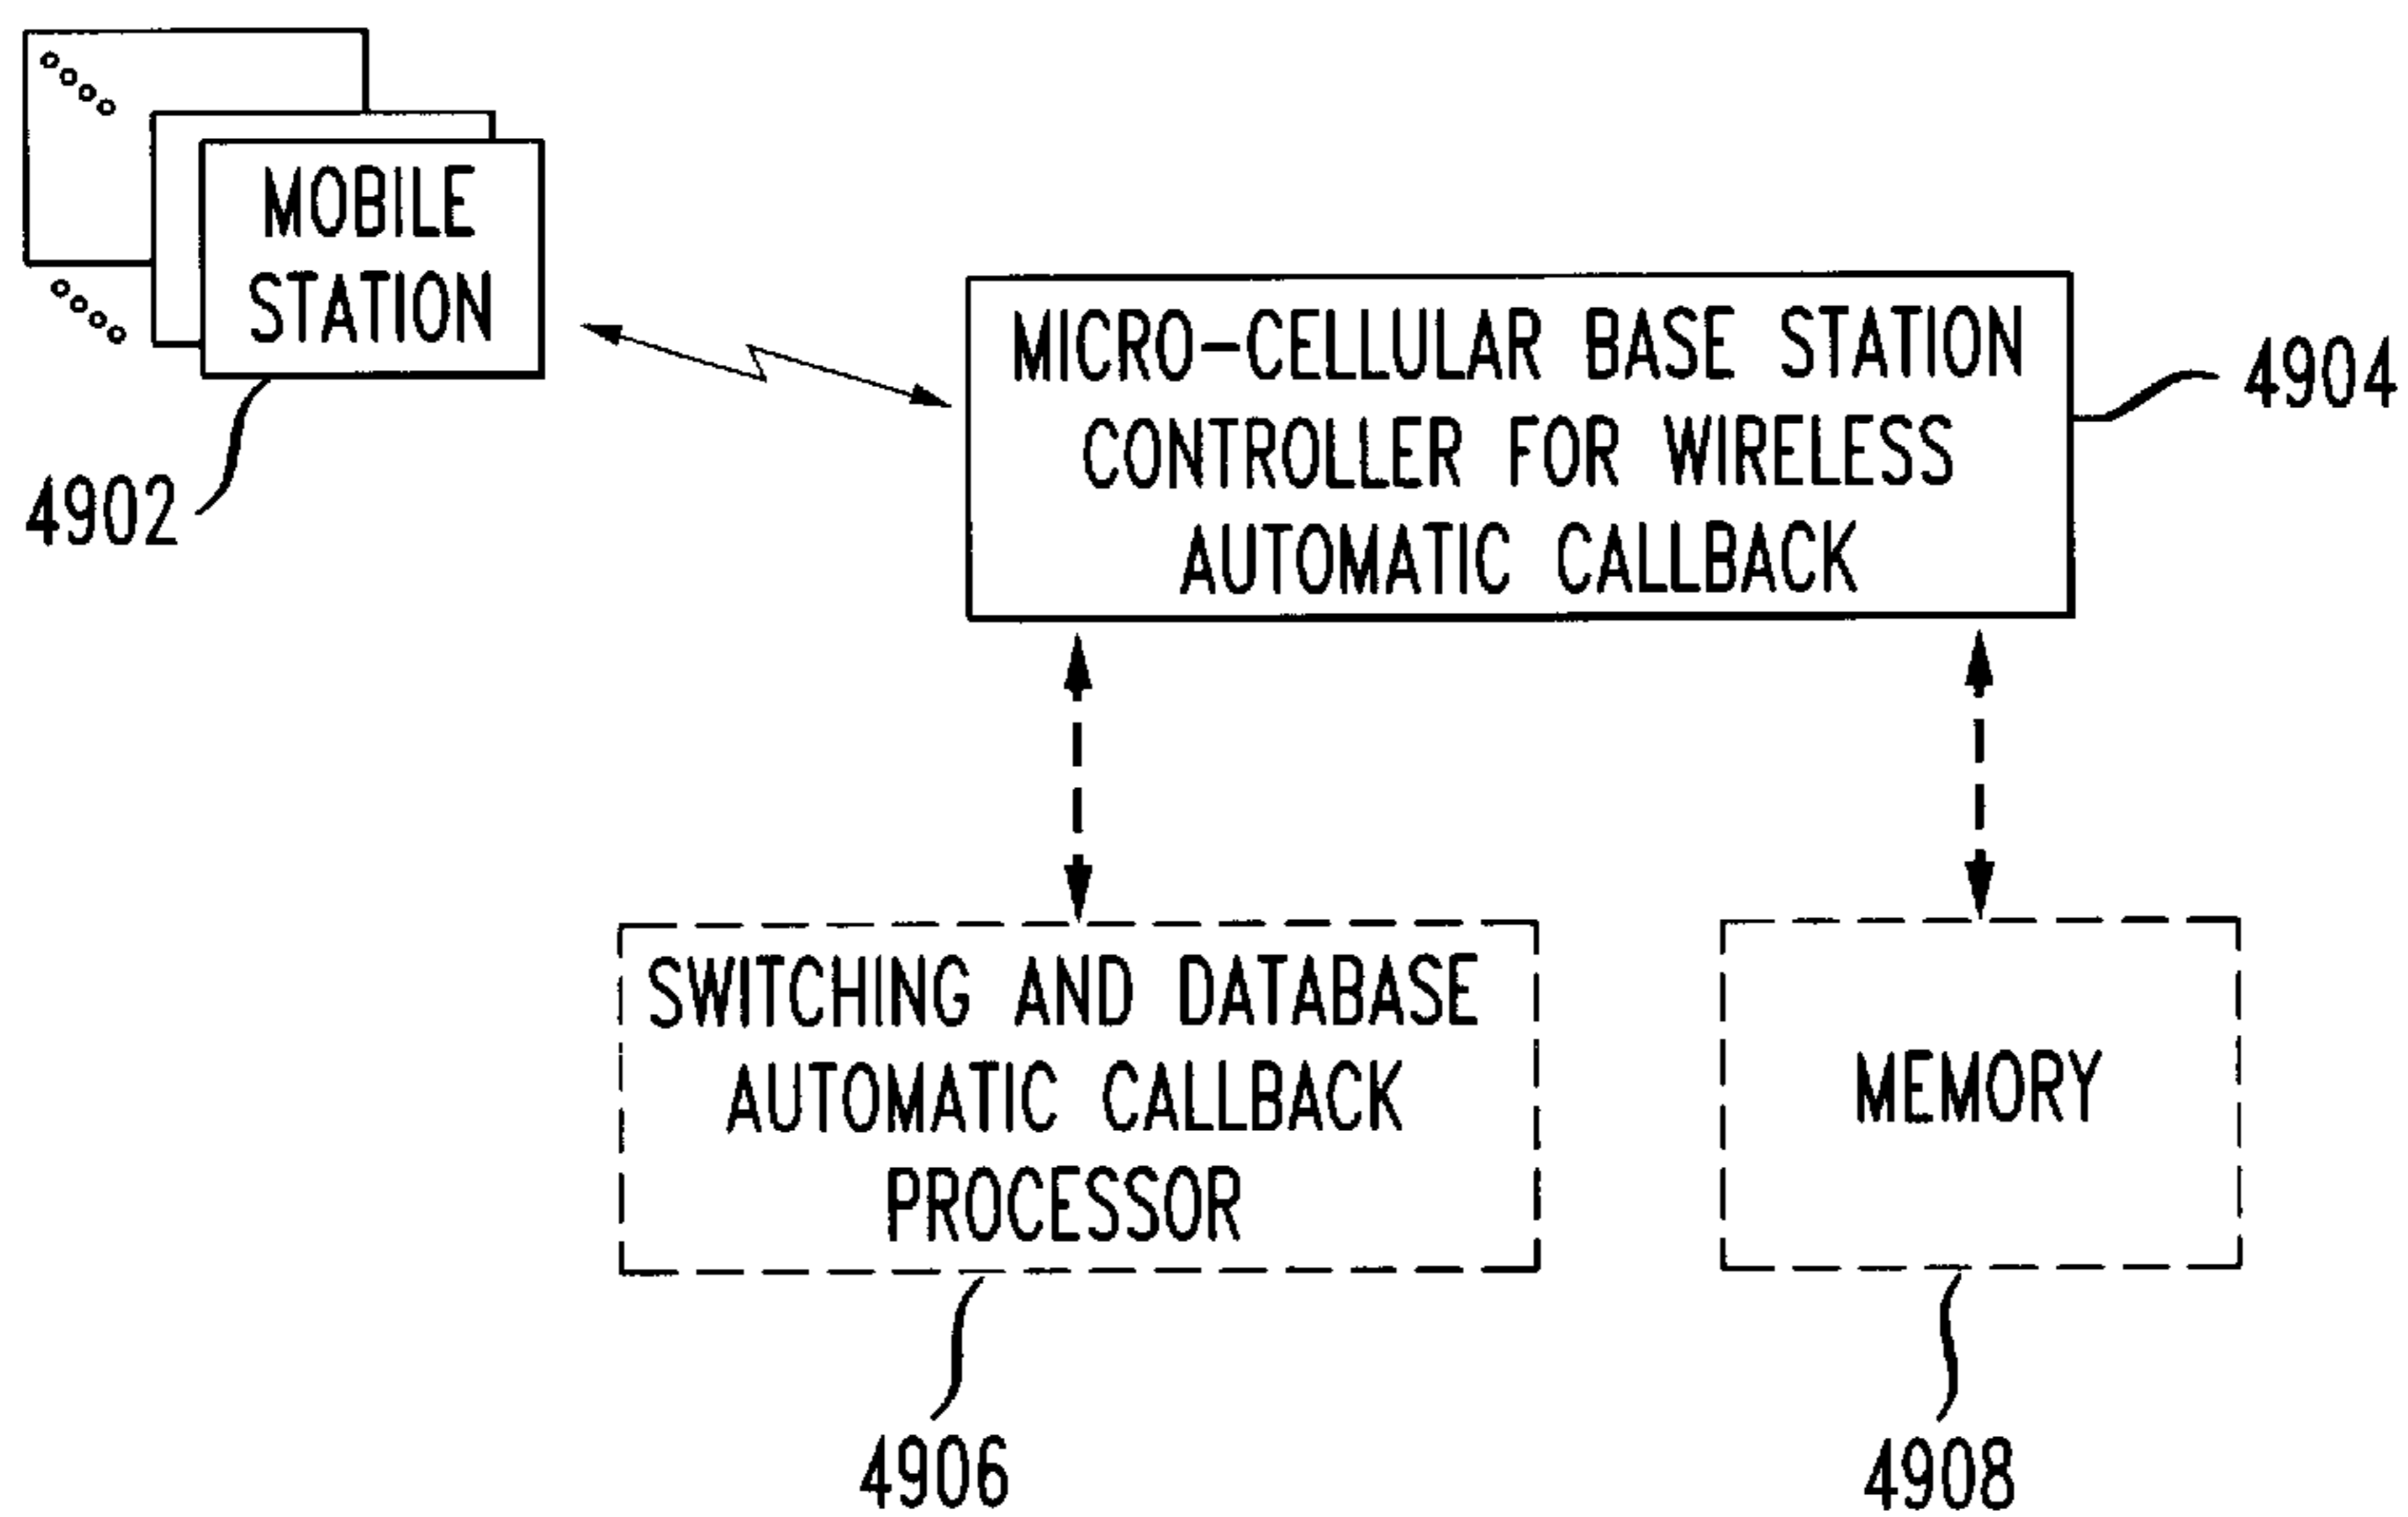 MOBILE
STATION
4902
MICRO-CELLULAR BASE STATION
CONTROLLER FOR WIRELESS
AUTOMATIC CALLBACK
4904
SWITCHING AND DATABASE
AUTOMATIC CALLBACK
PROCESSOR
4906
MEMORY
4908